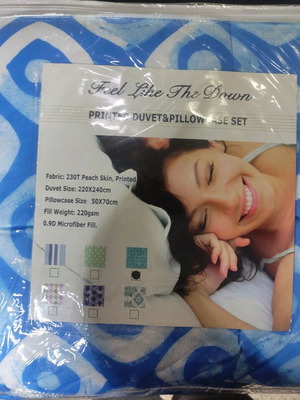 Feel Like The Down
PRINTED DUVET&PILLOWCASE SET
Fabric: 230T Peach Skin, Printed
Duvet Size: 220X240cm
Pillowcase Size: 50X70cm
Fill Weight: 220gsm
0.9D Microfiber Fill.